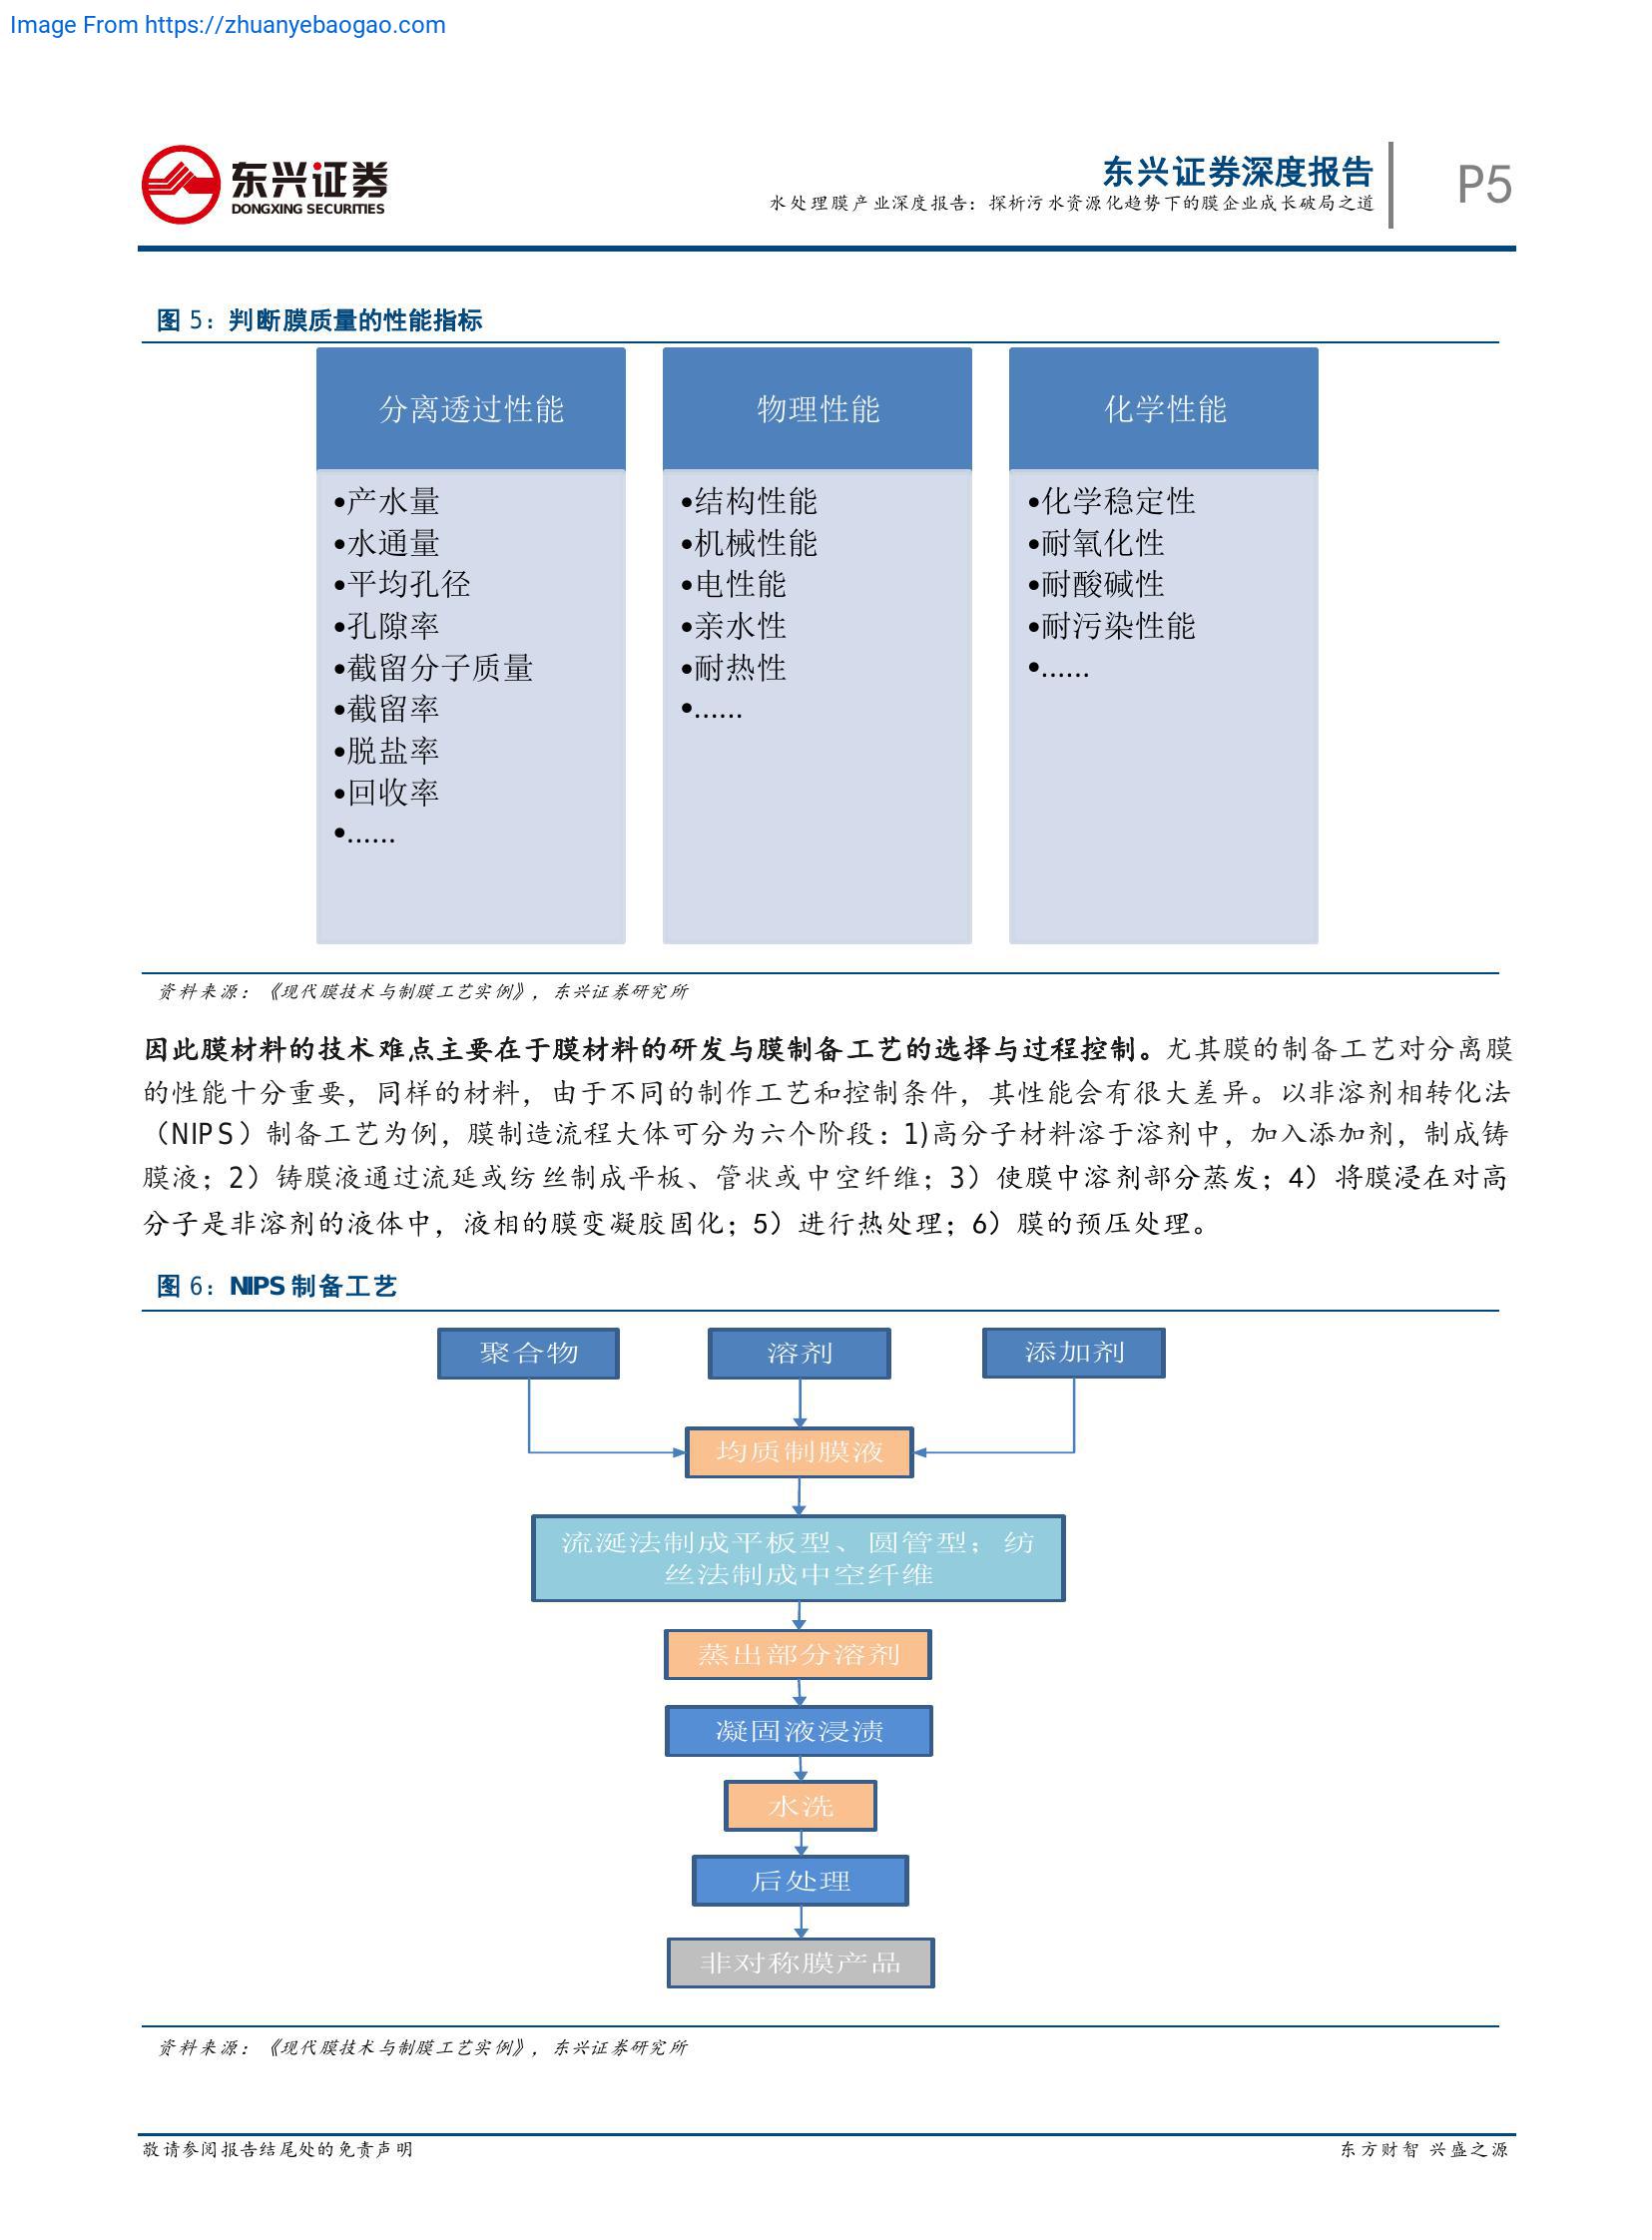 Image From https://zhuanyebaogao.com
东兴证券
DONGXING SECURITIES
东兴证券深度报告
水处理膜产业深度报告：探析污水资源化趋势下的膜企业成长破局之道
P5
图 5：判断膜质量的性能指标
分离透过性能
•产水量
•水通量
•平均孔径
•孔隙率
•截留分子质量
•截留率
•脱盐率
•回收率
•……
物理性能
•结构性能
•机械性能
•电性能
•亲水性
•耐热性
•……
化学性能
•化学稳定性
•耐氧化性
•耐酸碱性
•耐污染性能
•……
资料来源：《现代膜技术与制膜工艺实例》，东兴证券研究所
因此膜材料的技术难点主要在于膜材料的研发与膜制备工艺的选择与过程控制。尤其膜的制备工艺对分离膜
的性能十分重要，同样的材料，由于不同的制作工艺和控制条件，其性能会有很大差异。以非溶剂相转化法
（NIPS）制备工艺为例，膜制造流程大体可分为六个阶段：1)高分子材料溶于溶剂中，加入添加剂，制成铸
膜液；2）铸膜液通过流延或纺丝制成平板、管状或中空纤维；3）使膜中溶剂部分蒸发；4）将膜浸在对高
分子是非溶剂的液体中，液相的膜变凝胶固化；5）进行热处理；6）膜的预压处理。
图 6：NIPS 制备工艺
聚合物
溶剂
添加剂
均质制膜液
流涎法制成平板型、圆管型；纺
丝法制成中空纤维
蒸出部分溶剂
凝固液浸渍
水洗
后处理
非对称膜产品
资料来源：《现代膜技术与制膜工艺实例》，东兴证券研究所
敬请参阅报告结尾处的免责声明
东方财智 兴盛之源